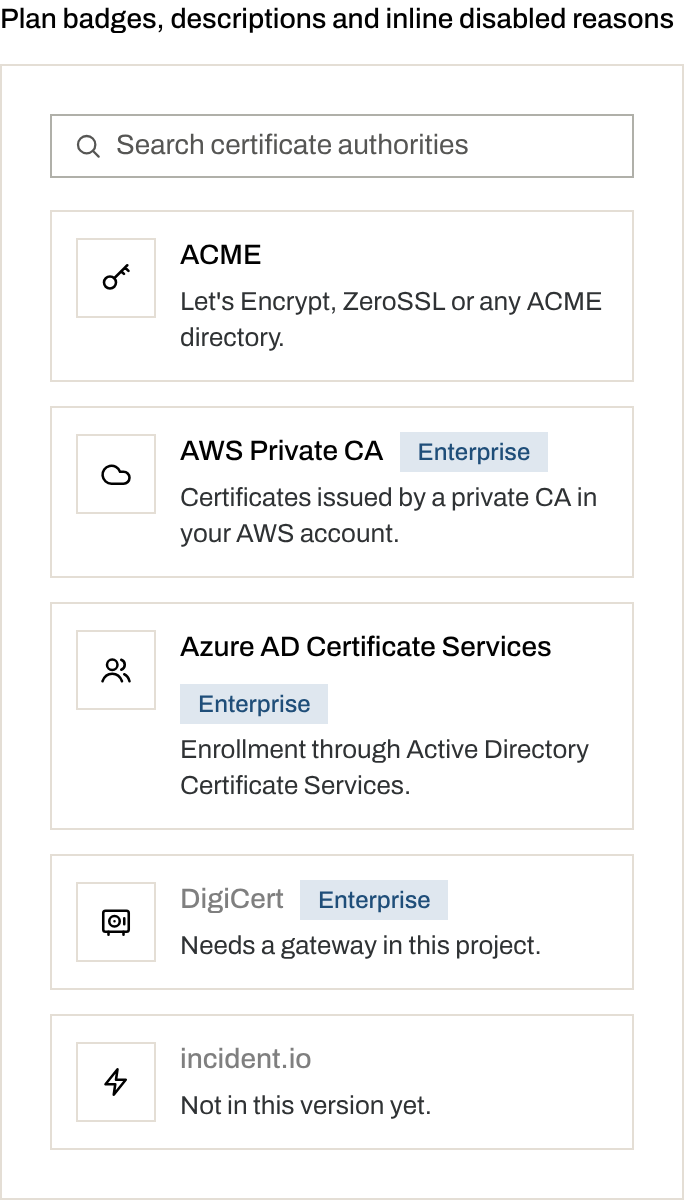 Plan badges, descriptions and inline disabled reasons
Search certificate authorities
ACME
Let's Encrypt, ZeroSSL or any ACME
directory.
AWS Private CA Enterprise
Certificates issued by a private CA in
your AWS account.
Azure AD Certificate Services
Enterprise
Enrollment through Active Directory
Certificate Services.
DigiCert Enterprise
Needs a gateway in this project.
incident.io
Not in this version yet.